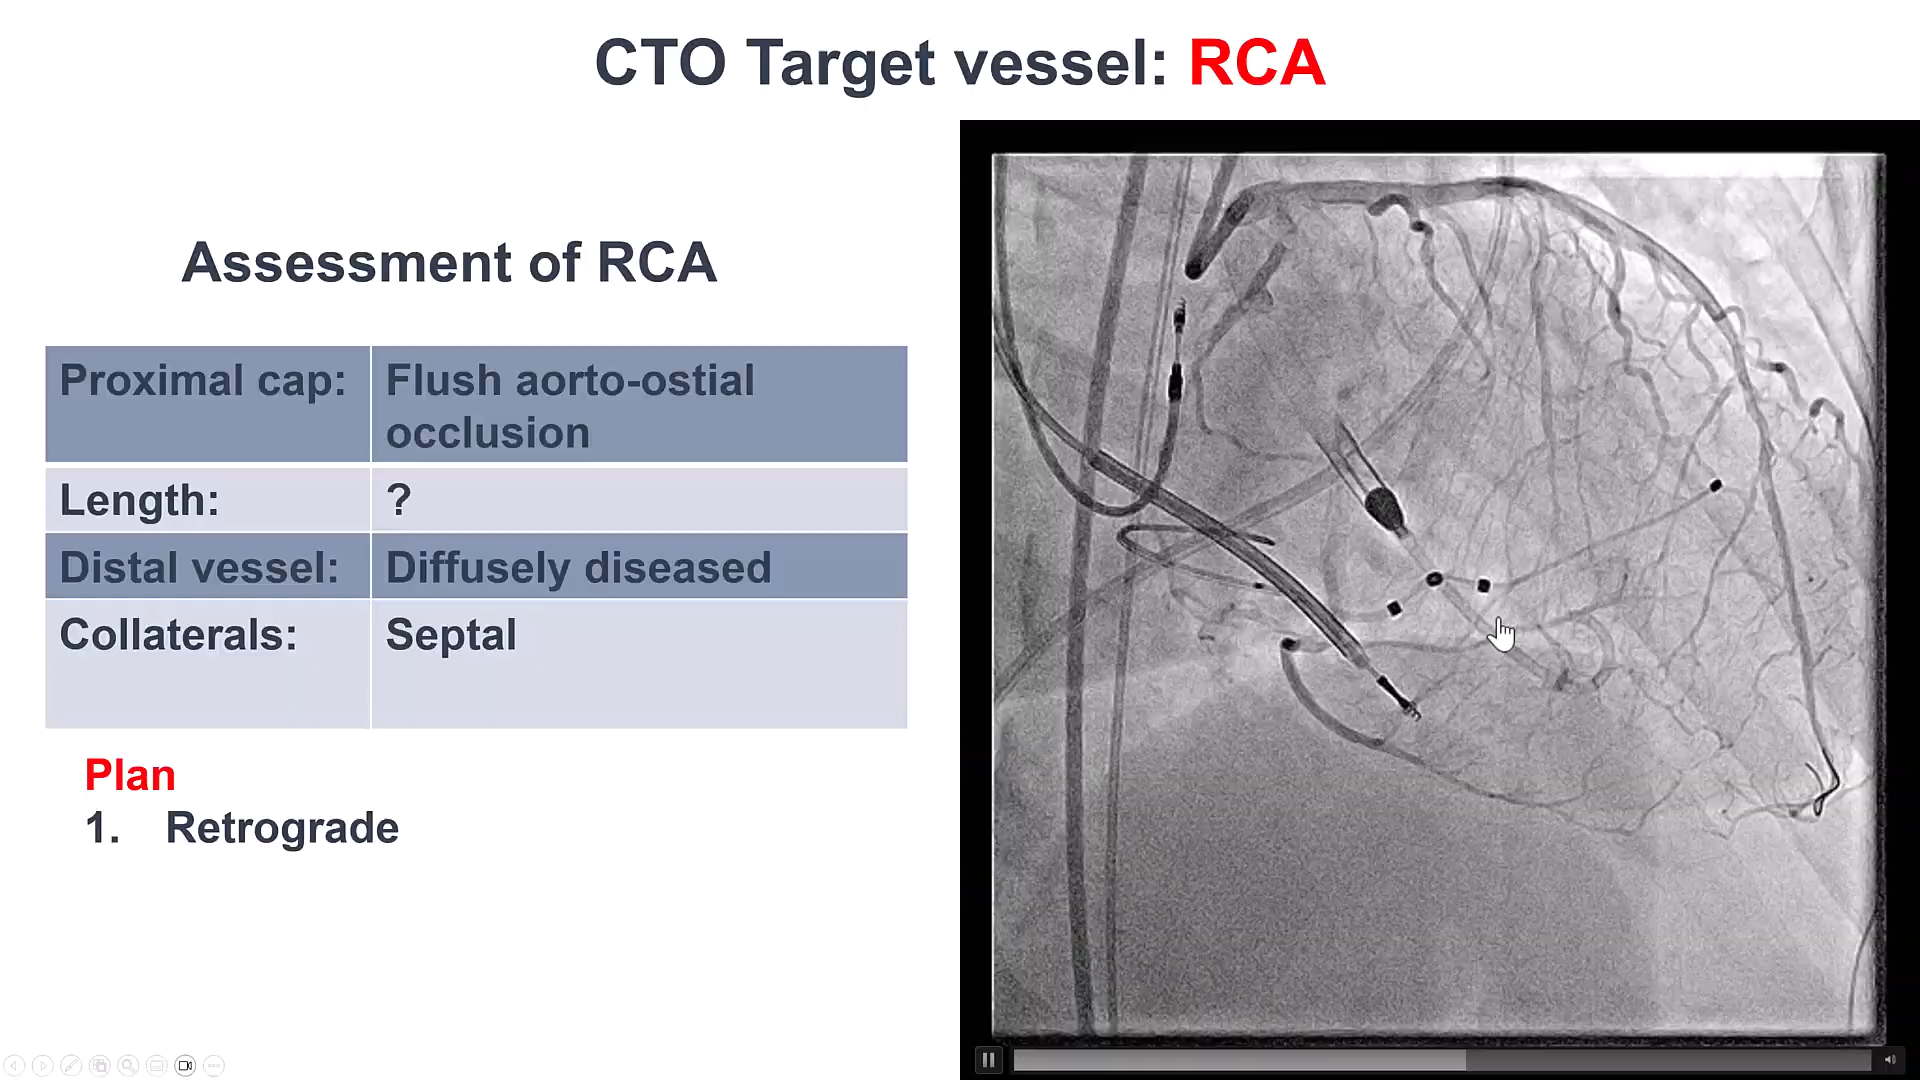 CTO Target vessel: RCA
Assessment of RCA
Proximal cap: Flush aorto-ostial
occlusion
Length: ?
Distal vessel: Diffusely diseased
Collaterals: Septal
Plan
1. Retrograde